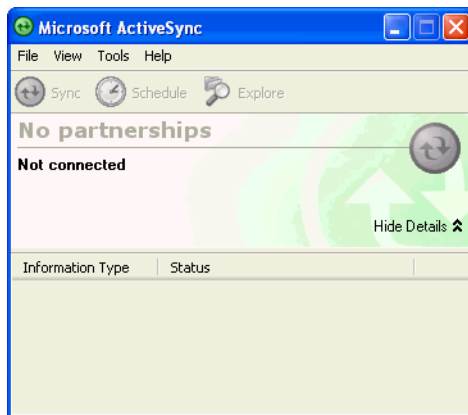 Microsoft ActiveSync
File View Tools Help
Sync Schedule Explore
No partnerships
Not connected
Hide Details
Information Type Status